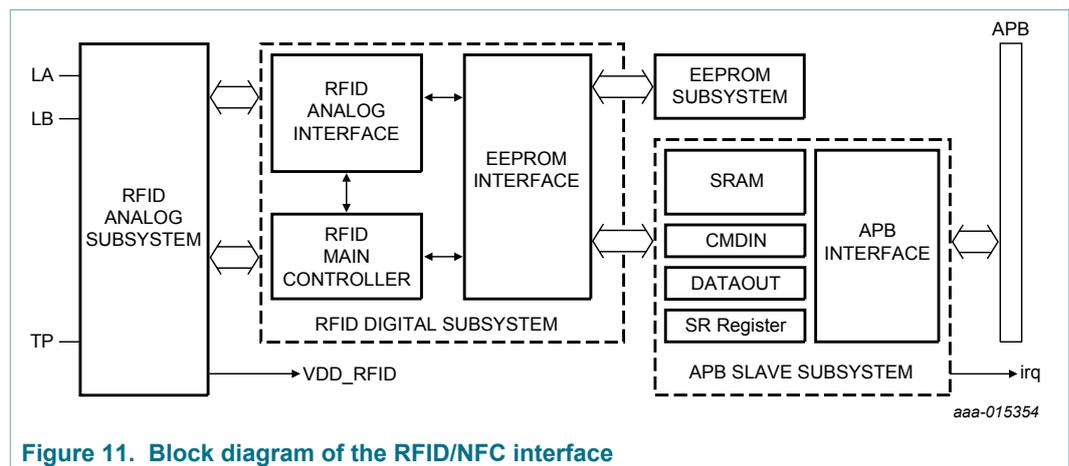 APB
LA
LB
TP
RFID
ANALOG
SUBSYSTEM
RFID
ANALOG
INTERFACE
RFID
MAIN
CONTROLLER
EEPROM
INTERFACE
RFID DIGITAL SUBSYSTEM
VDD_RFID
EEPROM
SUBSYSTEM
SRAM
CMDIN
DATAOUT
SR Register
APB
INTERFACE
APB SLAVE SUBSYSTEM
irq
aaa-015354
Figure 11. Block diagram of the RFID/NFC interface